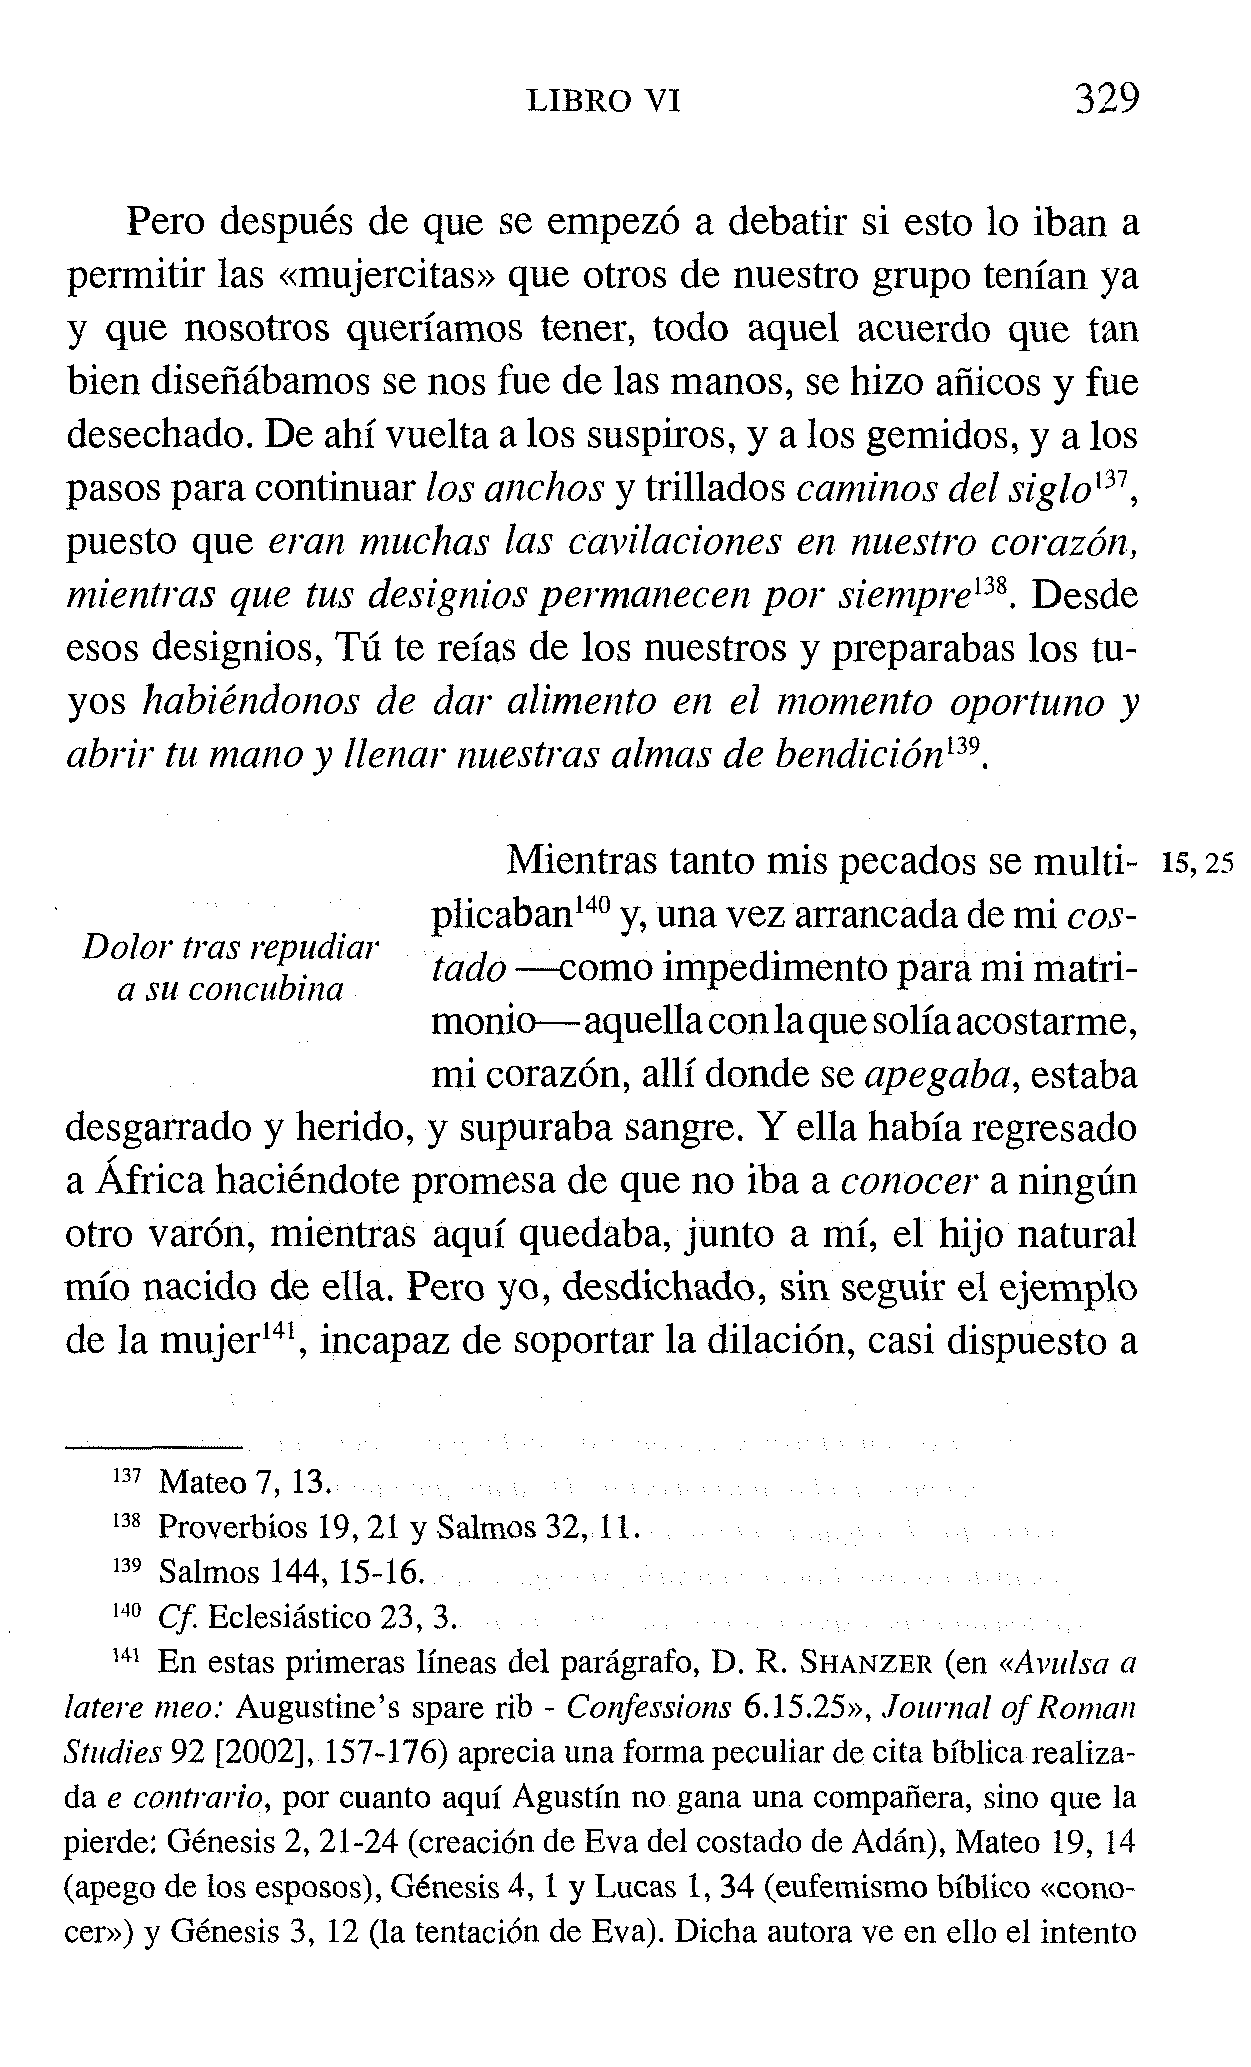 LIBRO VI 329
Pero después de que se empezó a debatir si esto lo iban a
permitir las «mujercitas» que otros de nuestro grupo tenían ya
y que nosotros queríamos tener, todo aquel acuerdo que tan
bien diseñábamos se nos fue de las manos, se hizo añicos y fue
desechado. De ahí vuelta a los suspiros, y a los gemidos, y a los
pasos para continuar los anchos y trillados caminos del siglo¹³⁷,
puesto que eran muchas las cavilaciones en nuestro corazón,
mientras que tus designios permanecen por siempre¹³⁸. Desde
esos designios, Tú te reías de los nuestros y preparabas los tu-
yos habiéndonos de dar alimento en el momento oportuno y
abrir tu mano y llenar nuestras almas de bendición¹³⁹.
Dolor tras repudiar
a su concubina
Mientras tanto mis pecados se multi- 15, 25
plicaban¹⁴⁰ y, una vez arrancada de mi cos-
tado —como impedimento para mi matri-
monio— aquella con la que solía acostarme,
mi corazón, allí donde se apegaba, estaba
desgarrado y herido, y supuraba sangre. Y ella había regresado
a África haciéndote promesa de que no iba a conocer a ningún
otro varón, mientras aquí quedaba, junto a mí, el hijo natural
mío nacido de ella. Pero yo, desdichado, sin seguir el ejemplo
de la mujer¹⁴¹, incapaz de soportar la dilación, casi dispuesto a
¹³⁷ Mateo 7, 13.
¹³⁸ Proverbios 19, 21 y Salmos 32, 11.
¹³⁹ Salmos 144, 15-16.
¹⁴⁰ Cf. Eclesiástico 23, 3.
¹⁴¹ En estas primeras líneas del parágrafo, D. R. SHANZER (en «Avulsa a
latere meo: Augustine's spare rib - Confessions 6.15.25», Journal of Roman
Studies 92 [2002], 157-176) aprecia una forma peculiar de cita bíblica realiza-
da e contrario, por cuanto aquí Agustín no gana una compañera, sino que la
pierde: Génesis 2, 21-24 (creación de Eva del costado de Adán), Mateo 19, 14
(apego de los esposos), Génesis 4, 1 y Lucas 1, 34 (eufemismo bíblico «cono-
cer») y Génesis 3, 12 (la tentación de Eva). Dicha autora ve en ello el intento